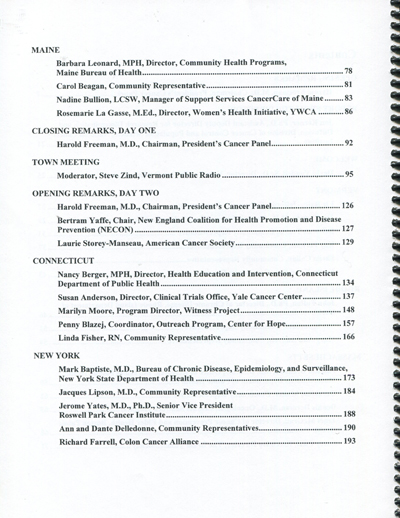 MAINE
Barbara Leonard, MPH, Director, Community Health Programs,
Maine Bureau of Health.......... 78
Carol Beagan, Community Representative.......... 81
Nadine Bullion, LCSW, Manager of Support Services CancerCare of Maine.......... 83
Rosemarie La Gasse, M.Ed., Director, Women's Health Initiative, YWCA.......... 86
CLOSING REMARKS, DAY ONE
Harold Freeman, M.D., Chairman, President's Cancer Panel.......... 92
TOWN MEETING
Moderator, Steve Zind, Vermont Public Radio.......... 95
OPENING REMARKS, DAY TWO
Harold Freeman, M.D., Chairman, President's Cancer Panel.......... 126
Bertram Yaffe, Chair, New England Coalition for Health Promotion and Disease
Prevention (NECON).......... 127
Laurie Storey-Manseau, American Cancer Society.......... 129
CONNECTICUT
Nancy Berger, MPH, Director, Health Education and Intervention, Connecticut
Department of Public Health.......... 134
Susan Anderson, Director, Clinical Trials Office, Yale Cancer Center.......... 137
Marilyn Moore, Program Director, Witness Project.......... 148
Penny Blazej, Coordinator, Outreach Program, Center for Hope.......... 157
Linda Fisher, RN, Community Representative.......... 166
NEW YORK
Mark Baptiste, M.D., Bureau of Chronic Disease, Epidemiology, and Surveillance,
New York State Department of Health.......... 173
Jacques Lipson, M.D., Community Representative.......... 184
Jerome Yates, M.D., Ph.D., Senior Vice President
Roswell Park Cancer Institute.......... 188
Ann and Dante Delledonne, Community Representatives.......... 190
Richard Farrell, Colon Cancer Alliance.......... 193